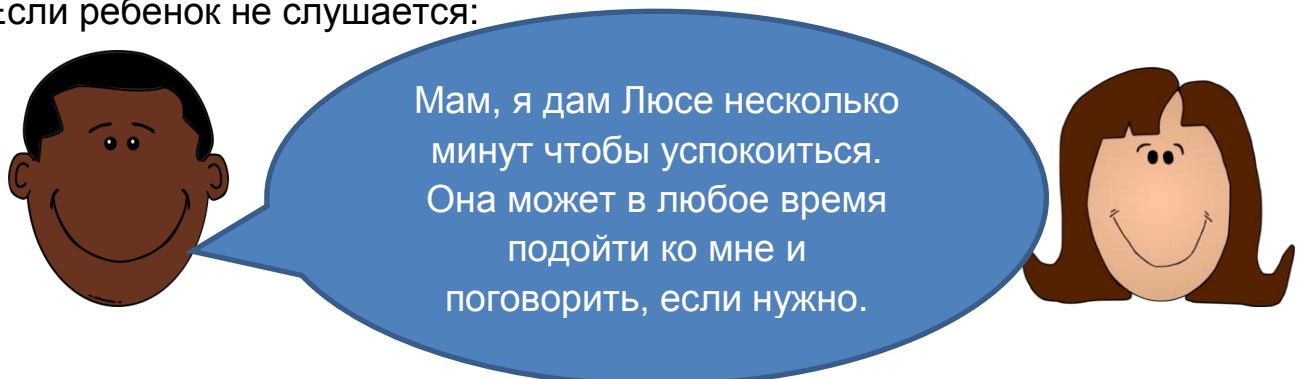 Если ребенок не слушается:
Мам, я дам Люсе несколько
минут чтобы успокоиться.
Она может в любое время
подойти ко мне и
поговорить, если нужно.